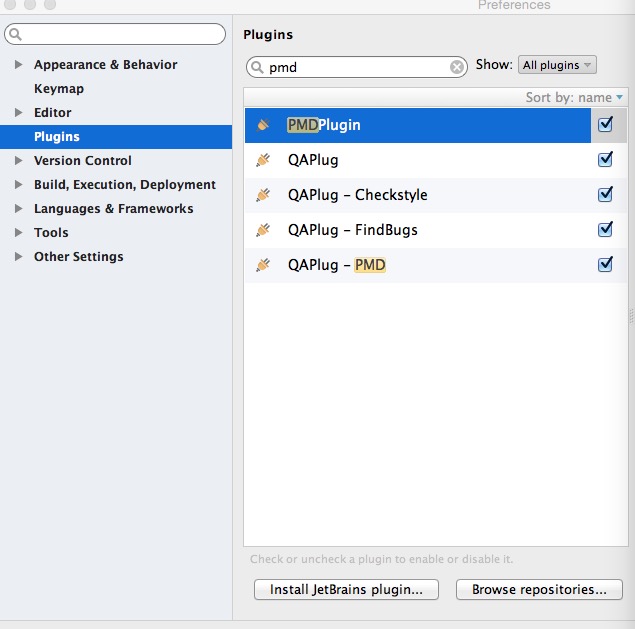 Preferences
Plugins
pmd
Show: All plugins
Appearance & Behavior
Keymap
Editor
Plugins
Version Control
Build, Execution, Deployment
Languages & Frameworks
Tools
Other Settings
Sort by: name
PMDPlugin
QAPlug
QAPlug – Checkstyle
QAPlug – FindBugs
QAPlug – PMD
Check or uncheck a plugin to enable or disable it.
Install JetBrains plugin...
Browse repositories...